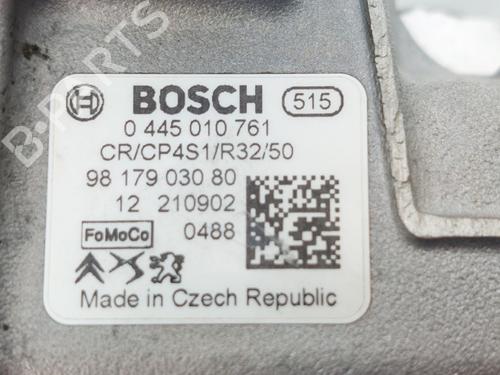 B-PARTS
BOSCH 515
0 445 010 761
CR/CP4S1/R32/50
98 179 030 80
12 210902
FoMoCo 0488
Made in Czech Republic